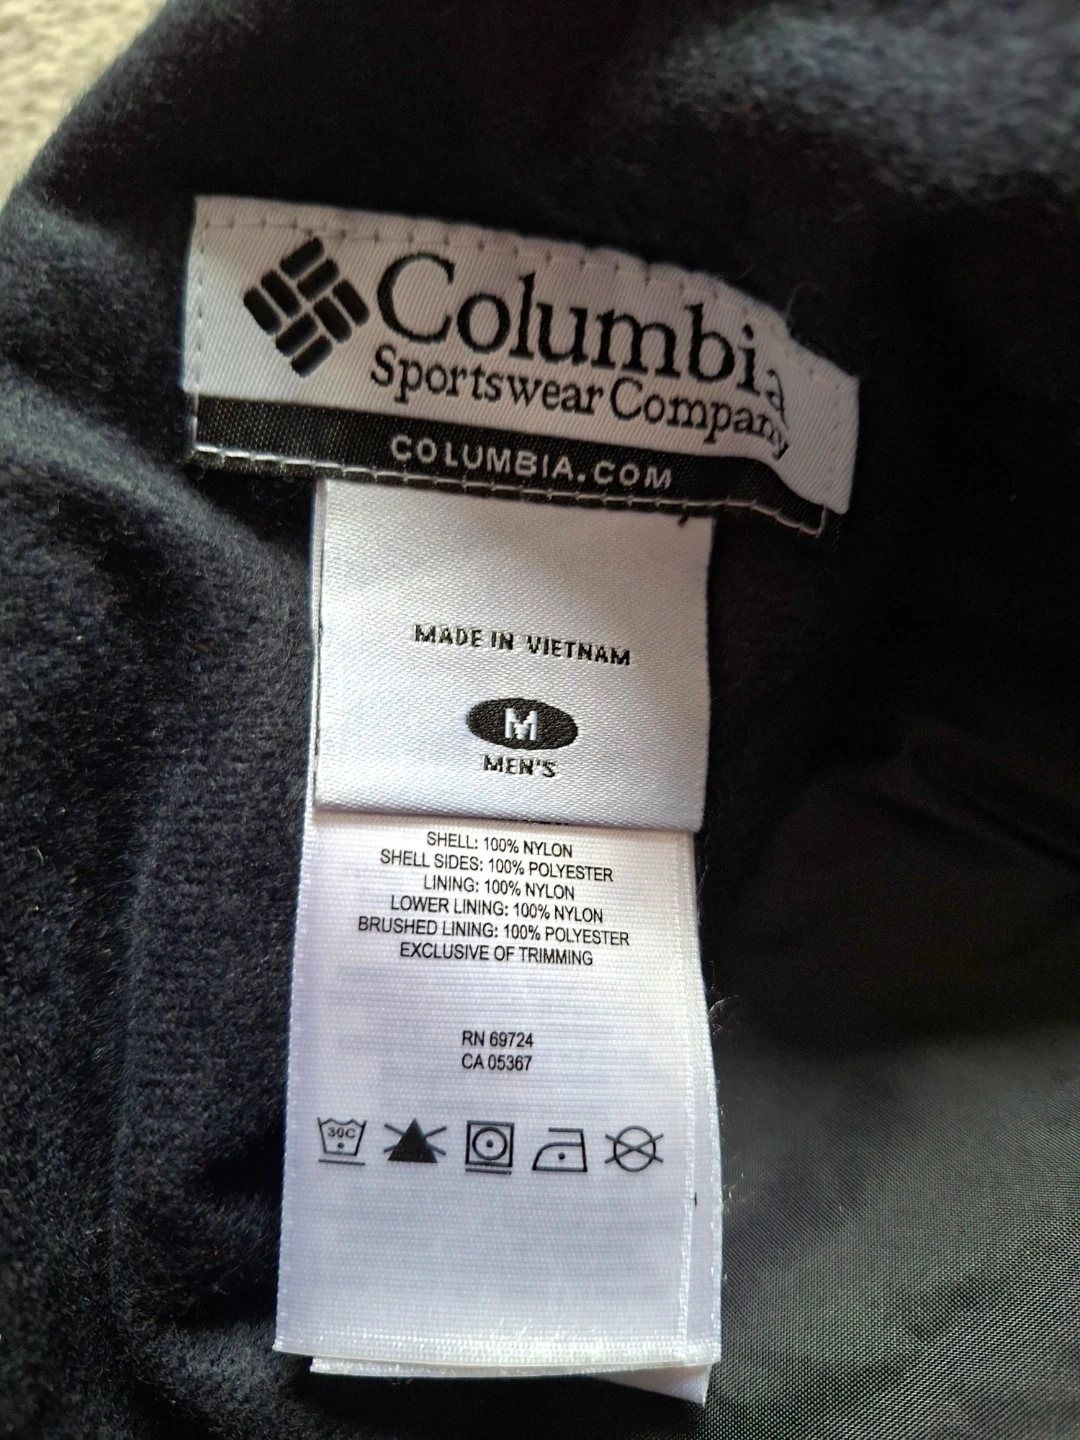 Columbia
Sportswear Company
COLUMBIA.COM
MADE IN VIETNAM
M
MEN'S
SHELL: 100% NYLON
SHELL SIDES: 100% POLYESTER
LINING: 100% NYLON
LOWER LINING: 100% NYLON
BRUSHED LINING: 100% POLYESTER
EXCLUSIVE OF TRIMMING
RN 69724
CA 05367
30C